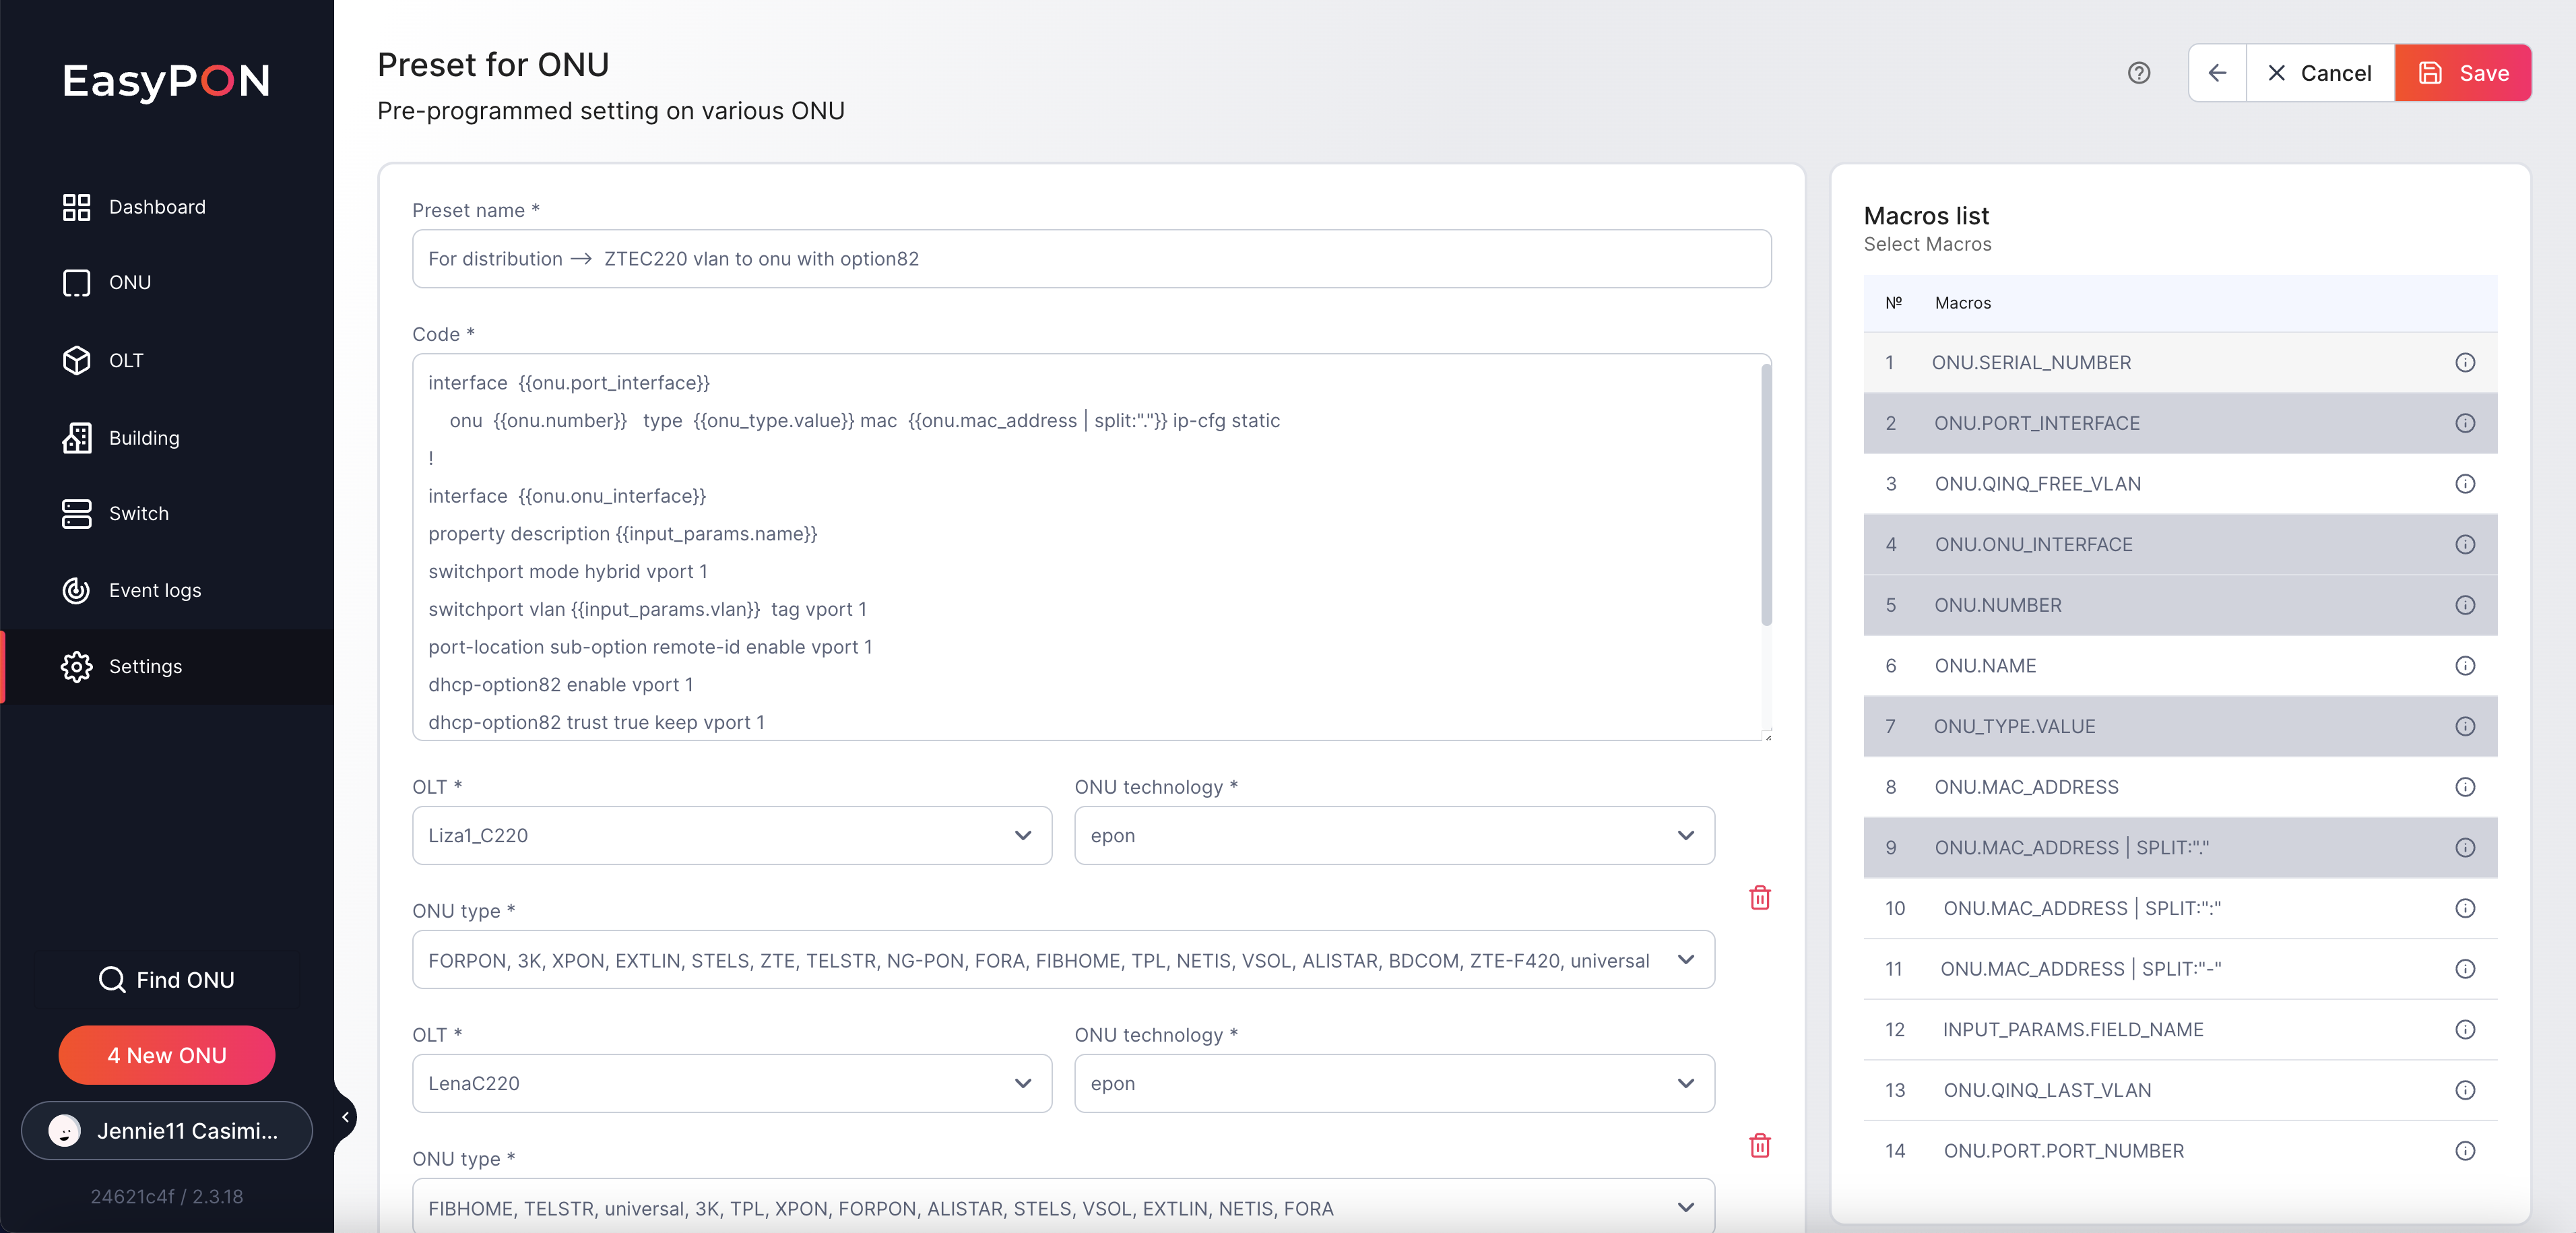 EasyPON
Dashboard
ONU
OLT
Building
Switch
Event logs
Settings
Find ONU
4 New ONU
Jennie11 Casimi...
24621c4f / 2.3.18
Preset for ONU
Pre-programmed setting on various ONU
Cancel
Save
Preset name *
For distribution → ZTEC220 vlan to onu with option82
Code *
interface {{onu.port_interface}}
onu {{onu.number}} type {{onu_type.value}} mac {{onu.mac_address | split:"."}} ip-cfg static
!
interface {{onu.onu_interface}}
property description {{input_params.name}}
switchport mode hybrid vport 1
switchport vlan {{input_params.vlan}} tag vport 1
port-location sub-option remote-id enable vport 1
dhcp-option82 enable vport 1
dhcp-option82 trust true keep vport 1
OLT * ONU technology *
Liza1_C220 epon
ONU type *
FORPON, 3K, XPON, EXTLIN, STELS, ZTE, TELSTR, NG-PON, FORA, FIBHOME, TPL, NETIS, VSOL, ALISTAR, BDCOM, ZTE-F420, universal
OLT * ONU technology *
LenaC220 epon
ONU type *
FIBHOME, TELSTR, universal, 3K, TPL, XPON, FORPON, ALISTAR, STELS, VSOL, EXTLIN, NETIS, FORA
Macros list
Select Macros
№ Macros
1 ONU.SERIAL_NUMBER
2 ONU.PORT_INTERFACE
3 ONU.QINQ_FREE_VLAN
4 ONU.ONU_INTERFACE
5 ONU.NUMBER
6 ONU.NAME
7 ONU_TYPE.VALUE
8 ONU.MAC_ADDRESS
9 ONU.MAC_ADDRESS | SPLIT:"."
10 ONU.MAC_ADDRESS | SPLIT:":"
11 ONU.MAC_ADDRESS | SPLIT:"-"
12 INPUT_PARAMS.FIELD_NAME
13 ONU.QINQ_LAST_VLAN
14 ONU.PORT.PORT_NUMBER